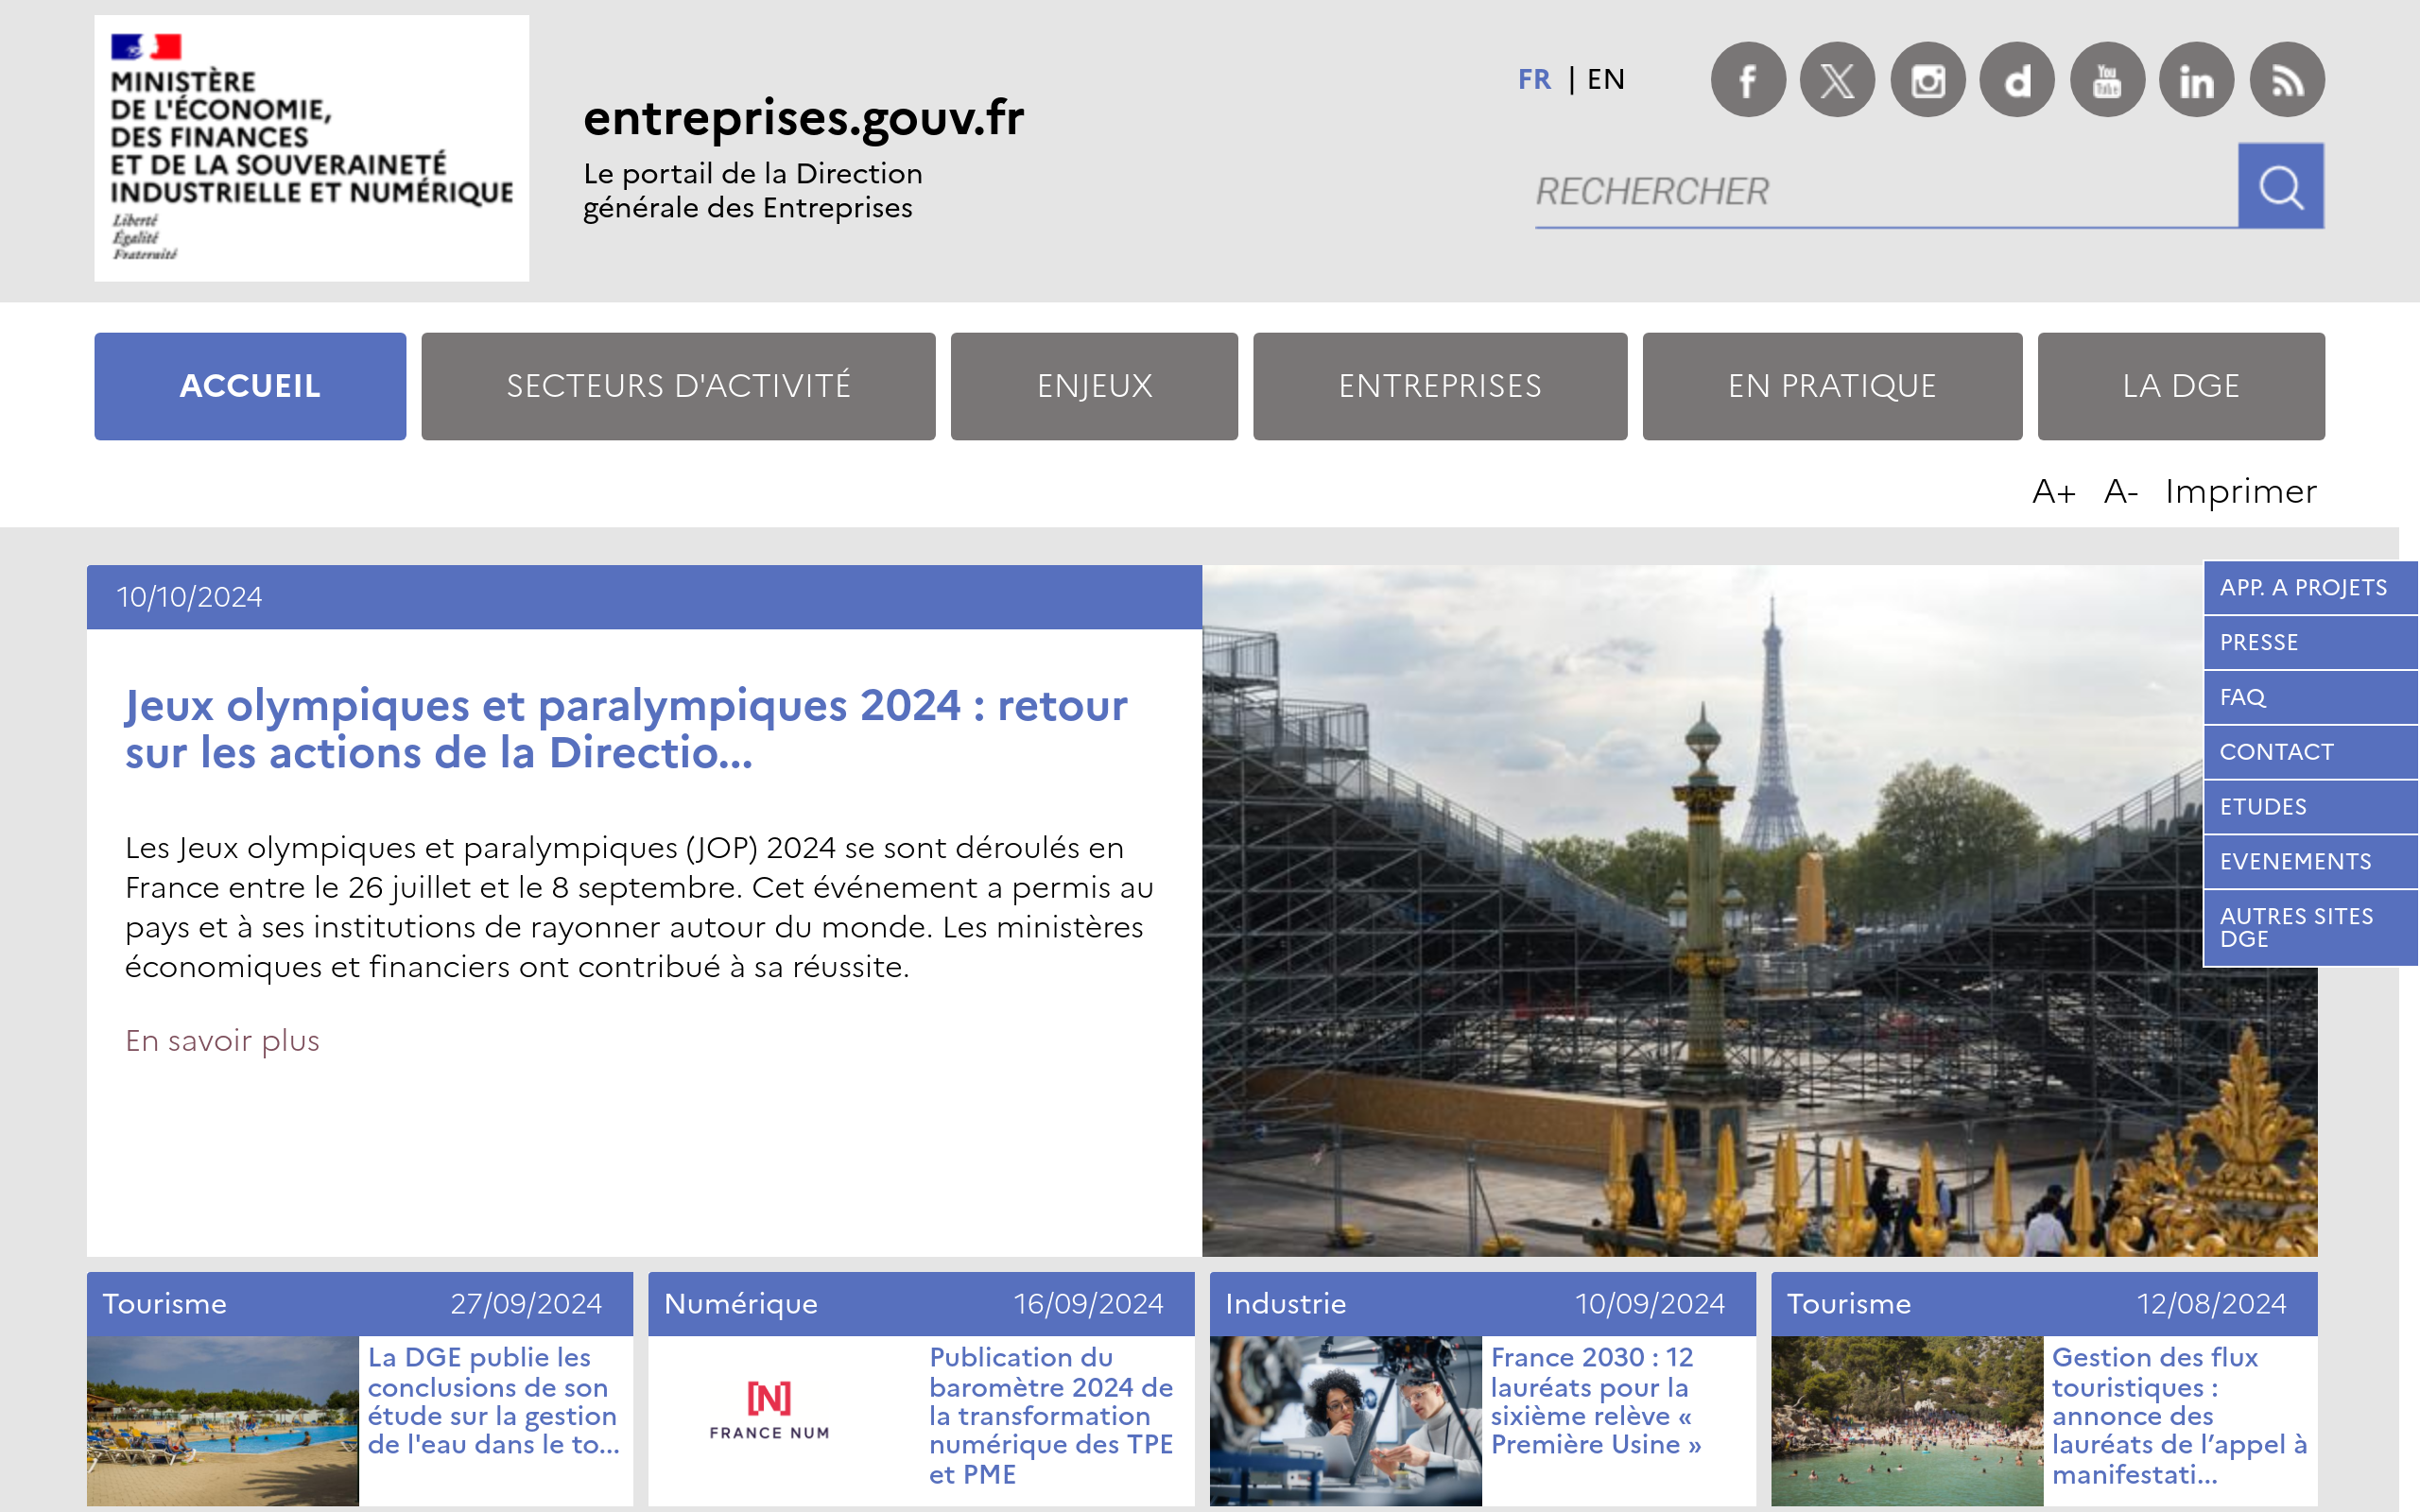 MINISTÈRE
DE L'ÉCONOMIE,
DES FINANCES
ET DE LA SOUVERAINETÉ
INDUSTRIELLE ET NUMÉRIQUE
Liberté
Égalité
Fraternité
entreprises.gouv.fr
Le portail de la Direction
générale des Entreprises
FR | EN
You
Tube
RECHERCHER
ACCUEIL
SECTEURS D'ACTIVITÉ
ENJEUX
ENTREPRISES
EN PRATIQUE
LA DGE
A+ A- Imprimer
10/10/2024
Jeux olympiques et paralympiques 2024 : retour
sur les actions de la Directio...
Les Jeux olympiques et paralympiques (JOP) 2024 se sont déroulés en
France entre le 26 juillet et le 8 septembre. Cet événement a permis au
pays et à ses institutions de rayonner autour du monde. Les ministères
économiques et financiers ont contribué à sa réussite.
En savoir plus
APP. A PROJETS
PRESSE
FAQ
CONTACT
ETUDES
EVENEMENTS
AUTRES SITES
DGE
Tourisme 27/09/2024
La DGE publie les
conclusions de son
étude sur la gestion
de l'eau dans le to...
Numérique 16/09/2024
[N]
FRANCE NUM
Publication du
baromètre 2024 de
la transformation
numérique des TPE
et PME
Industrie 10/09/2024
France 2030 : 12
lauréats pour la
sixième relève «
Première Usine »
Tourisme 12/08/2024
Gestion des flux
touristiques :
annonce des
lauréats de l’appel à
manifestati...